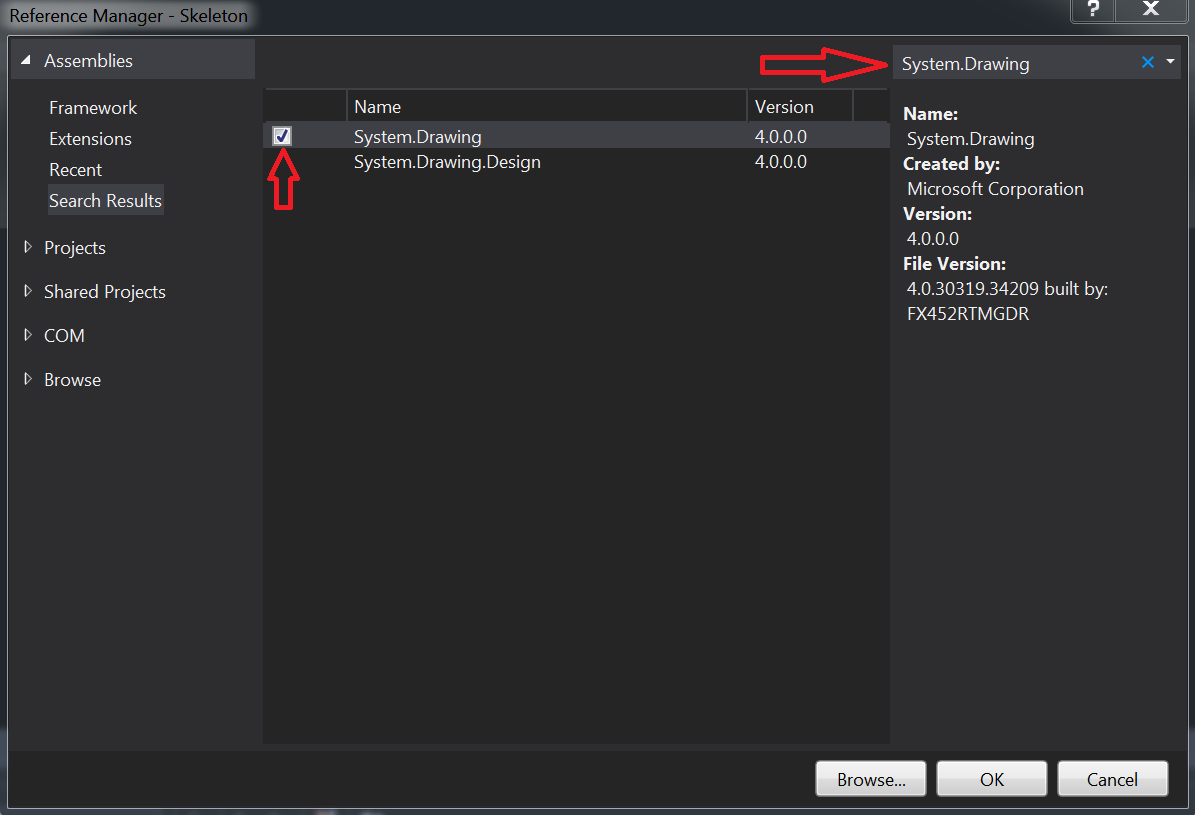 Reference Manager - Skeleton
?
X
Assemblies
Framework
Extensions
Recent
Search Results
Projects
Shared Projects
COM
Browse
Name Version
System.Drawing 4.0.0.0
System.Drawing.Design 4.0.0.0
System.Drawing
Name:
System.Drawing
Created by:
Microsoft Corporation
Version:
4.0.0.0
File Version:
4.0.30319.34209 built by:
FX452RTMGDR
Browse...
OK
Cancel